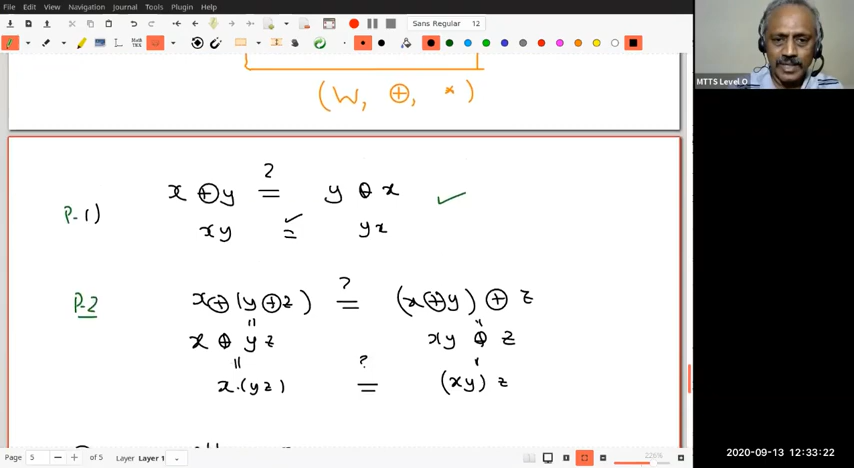 File Edit View Journal Tools Plugin Help
Sans Regular 12
(W, ⊕, *)
P-1) x ⊕ y ?= y ⊕ x ✓
xy =✓ yx
P-2 x ⊕ (y ⊕ z) ?= (x ⊕ y) ⊕ z
x ⊕ yz xy ⊕ z
x.(yz) ?= (xy) z
Page 5 of 5 Layer Layer 1 226%
MTTS Level O
2020-09-13 12:33:22